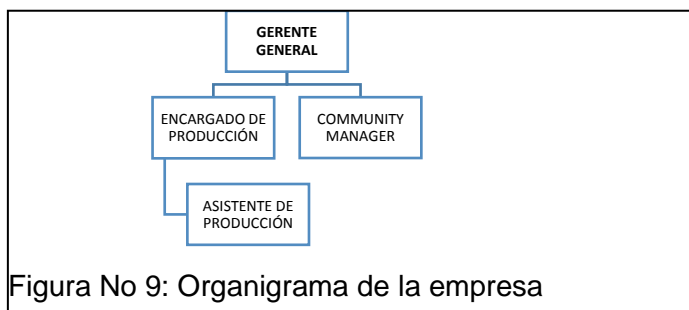 GERENTE
GENERAL
ENCARGADO DE
PRODUCCIÓN
COMMUNITY
MANAGER
ASISTENTE DE
PRODUCCIÓN
Figura No 9: Organigrama de la empresa